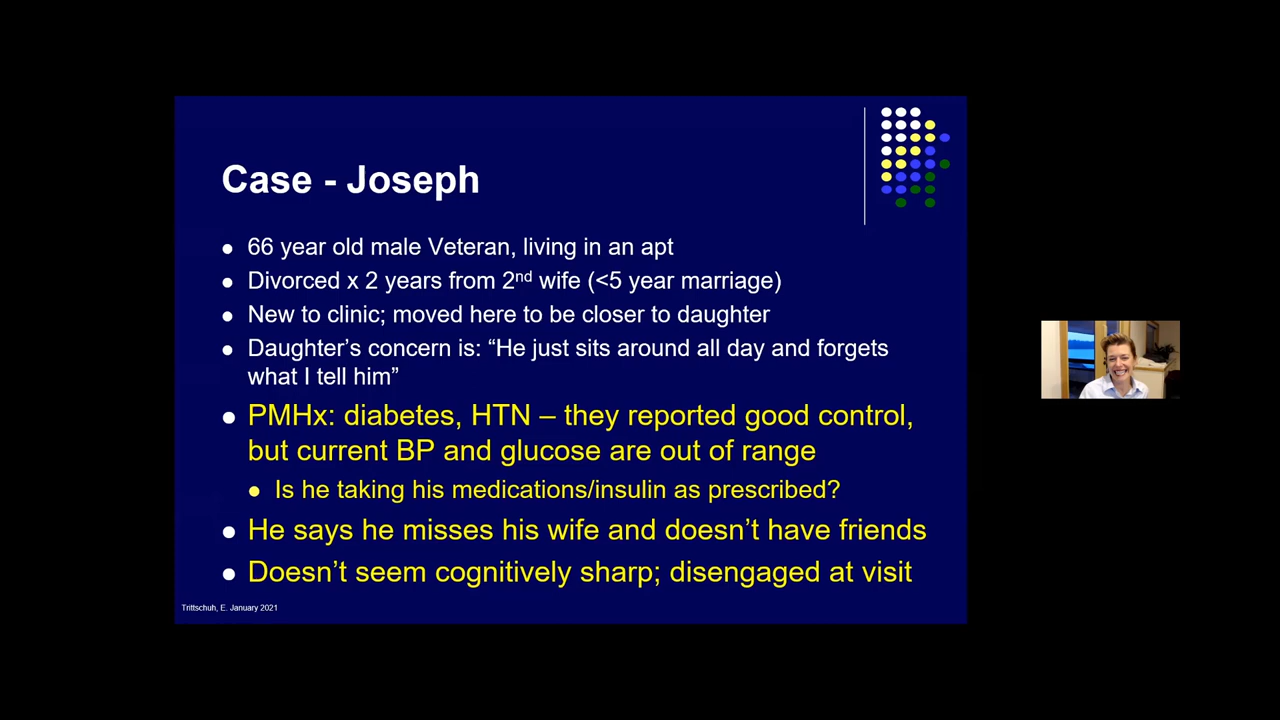 Case - Joseph
66 year old male Veteran, living in an apt
Divorced x 2 years from 2nd wife (<5 year marriage)
New to clinic; moved here to be closer to daughter
Daughter’s concern is: “He just sits around all day and forgets
what I tell him”
PMHx: diabetes, HTN – they reported good control,
but current BP and glucose are out of range
Is he taking his medications/insulin as prescribed?
He says he misses his wife and doesn’t have friends
Doesn’t seem cognitively sharp; disengaged at visit
Trittschuh, E. January 2021